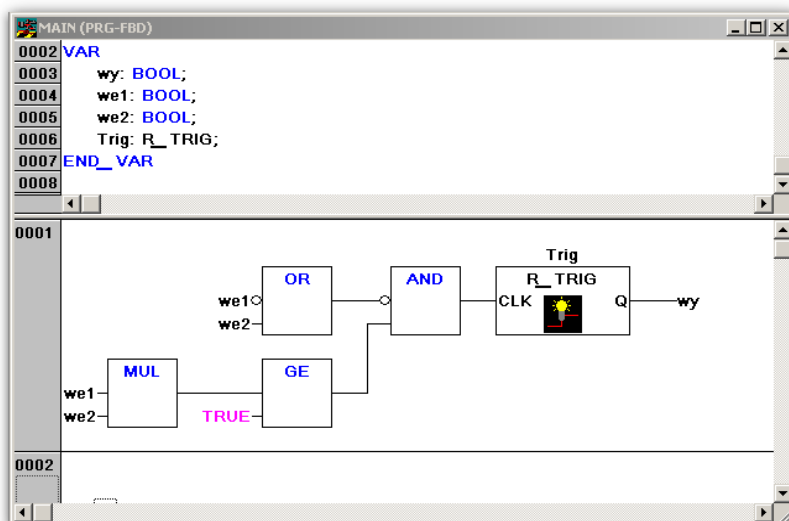 MAIN (PRG-FBD)
0002 VAR
0003 wy: BOOL;
0004 we1: BOOL;
0005 we2: BOOL;
0006 Trig: R_TRIG;
0007 END_VAR
0008
0001
Trig
OR AND R_TRIG
we1 CLK Q wy
we2
MUL GE
we1
we2 TRUE
0002